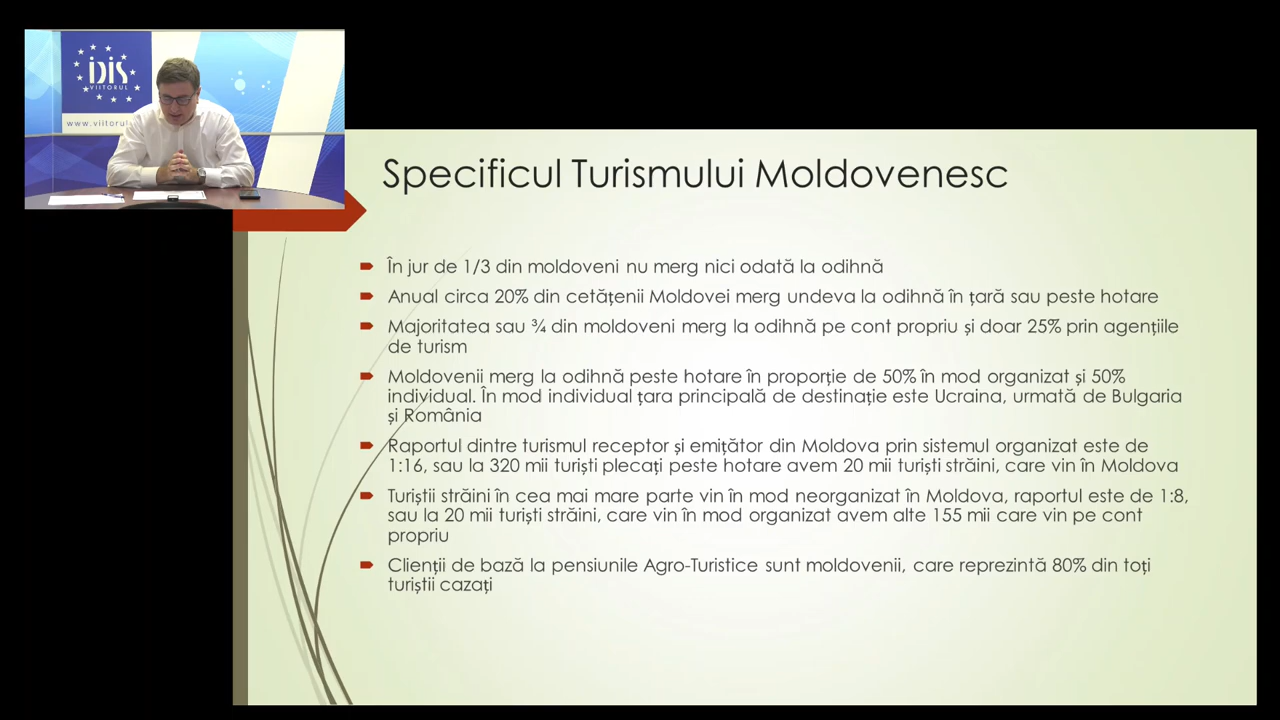 IDIS
VIITORUL
www.viitorul
Specificul Turismului Moldovenesc
În jur de 1/3 din moldoveni nu merg nici odată la odihnă
Anual circa 20% din cetățenii Moldovei merg undeva la odihnă în țară sau peste hotare
Majoritatea sau ¾ din moldoveni merg la odihnă pe cont propriu și doar 25% prin agențiile
de turism
Moldovenii merg la odihnă peste hotare în proporție de 50% în mod organizat și 50%
individual. În mod individual țara principală de destinație este Ucraina, urmată de Bulgaria
și România
Raportul dintre turismul receptor și emițător din Moldova prin sistemul organizat este de
1:16, sau la 320 mii turiști plecați peste hotare avem 20 mii turiști străini, care vin în Moldova
Turiștii străini în cea mai mare parte vin în mod neorganizat în Moldova, raportul este de 1:8,
sau la 20 mii turiști străini, care vin în mod organizat avem alte 155 mii care vin pe cont
propriu
Clienții de bază la pensiunile Agro-Turistice sunt moldovenii, care reprezintă 80% din toți
turiștii cazați